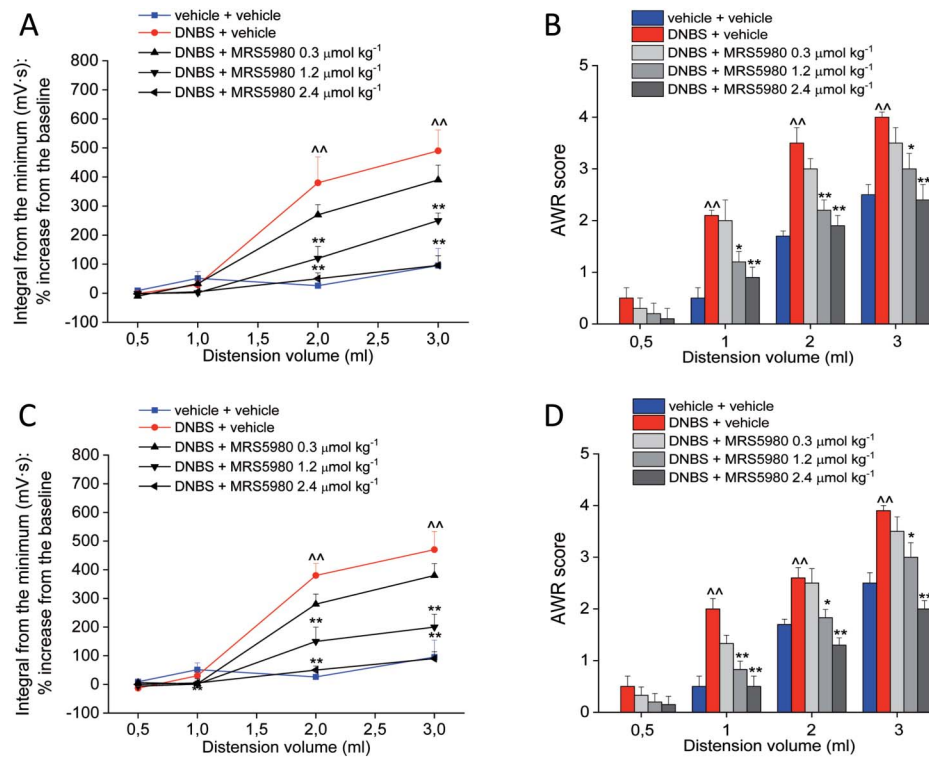 A
vehicle + vehicle
DNBS + vehicle
DNBS + MRS5980 0.3 μmol kg⁻¹
DNBS + MRS5980 1.2 μmol kg⁻¹
DNBS + MRS5980 2.4 μmol kg⁻¹
Integral from the minimum (mV·s):
% increase from the baseline
800
700
600
500
400
300
200
100
0
-100
^^
^^
**
**
**
**
0,5
1,0
1,5
2,0
2,5
3,0
Distension volume (ml)
B
vehicle + vehicle
DNBS + vehicle
DNBS + MRS5980 0.3 μmol kg⁻¹
DNBS + MRS5980 1.2 μmol kg⁻¹
DNBS + MRS5980 2.4 μmol kg⁻¹
AWR score
5
4
3
2
1
0
^^
*
**
^^
**
**
^^
*
**
0,5
1
2
3
Distension volume (ml)
C
vehicle + vehicle
DNBS + vehicle
DNBS + MRS5980 0.3 μmol kg⁻¹
DNBS + MRS5980 1.2 μmol kg⁻¹
DNBS + MRS5980 2.4 μmol kg⁻¹
Integral from the minimum (mV·s):
% increase from the baseline
800
700
600
500
400
300
200
100
0
-100
**
^^
**
**
^^
**
**
0,5
1,0
1,5
2,0
2,5
3,0
Distension volume (ml)
D
vehicle + vehicle
DNBS + vehicle
DNBS + MRS5980 0.3 μmol kg⁻¹
DNBS + MRS5980 1.2 μmol kg⁻¹
DNBS + MRS5980 2.4 μmol kg⁻¹
AWR score
5
4
3
2
1
0
^^
**
**
^^
*
**
^^
*
**
0,5
1
2
3
Distension volume (ml)